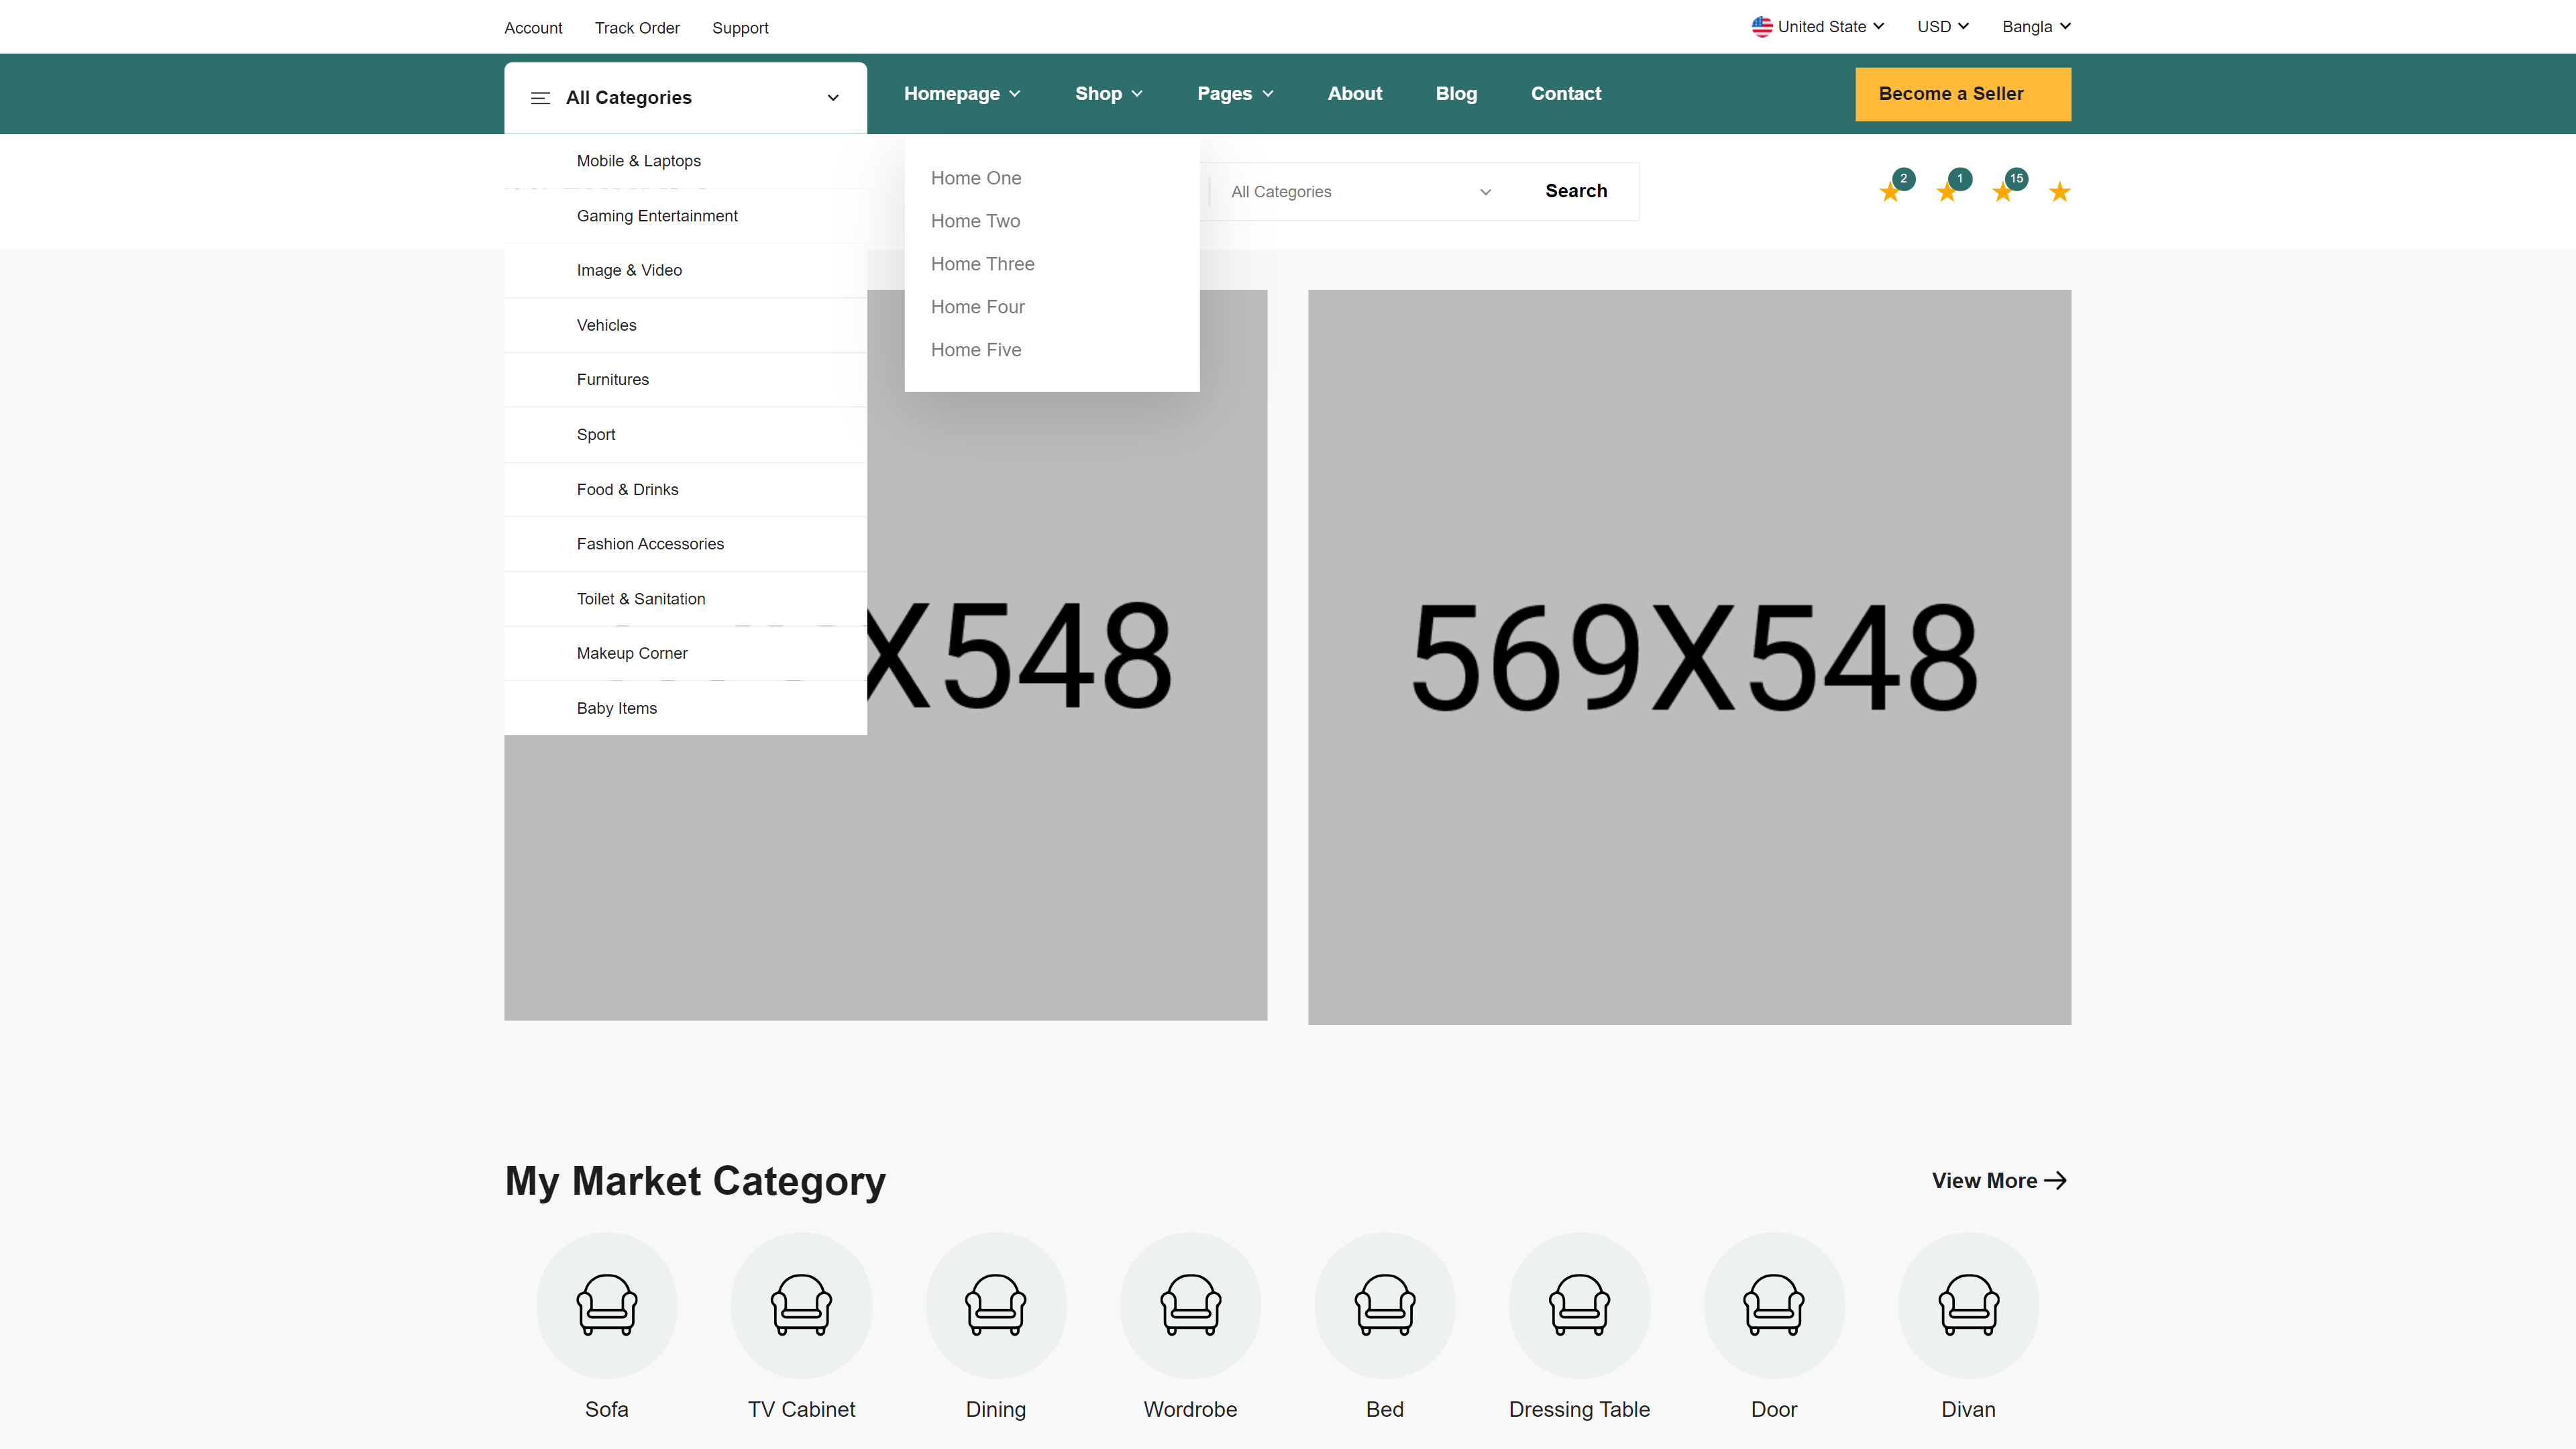 Account Track Order Support United State USD Bangla
All Categories Homepage Shop Pages About Blog Contact Become a Seller
Mobile & Laptops
Gaming Entertainment
Image & Video
Vehicles
Furnitures
Sport
Food & Drinks
Fashion Accessories
Toilet & Sanitation
Makeup Corner
Baby Items
Home One
Home Two
Home Three
Home Four
Home Five
All Categories Search
2 1 15
X548
569X548
My Market Category View More
Sofa TV Cabinet Dining Wordrobe Bed Dressing Table Door Divan